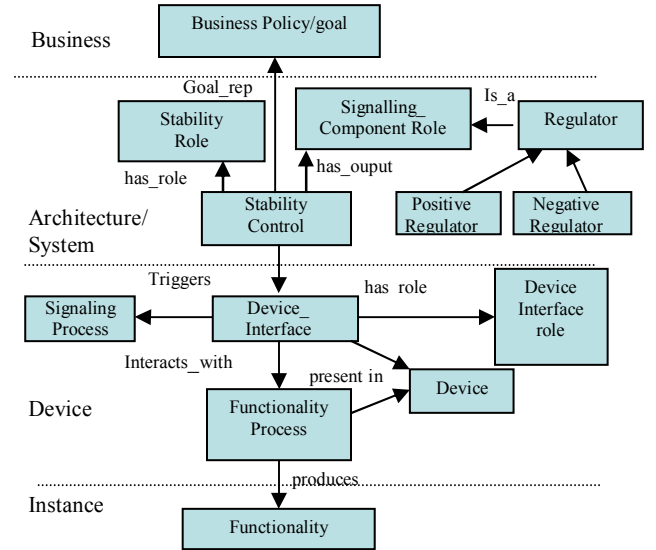 Business
Business Policy/goal
Goal_rep
Stability
Role
Signalling_
Component Role
Is_a
Regulator
has_role
has_ouput
Architecture/
System
Stability
Control
Positive
Regulator
Negative
Regulator
Triggers
has role
Signaling
Process
Device_
Interface
Device
Interface
role
Interacts_with
present in
Device
Device
Functionality
Process
produces
Instance
Functionality